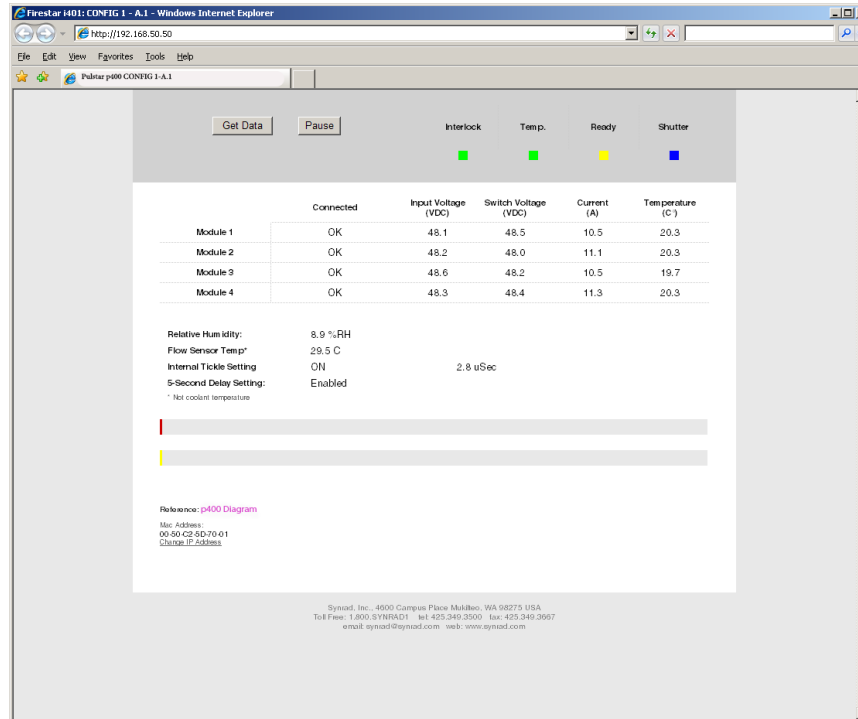 Firestar i401: CONFIG 1 - A.1 - Windows Internet Explorer
http://192.168.50.50
File Edit View Favorites Tools Help
Pulstar p400 CONFIG 1-A.1
Get Data Pause Interlock Temp. Ready Shutter
Connected Input Voltage (VDC) Switch Voltage (VDC) Current (A) Temperature (C°)
Module 1 OK 48.1 48.5 10.5 20.3
Module 2 OK 48.2 48.0 11.1 20.3
Module 3 OK 48.6 48.2 10.5 19.7
Module 4 OK 48.3 48.4 11.3 20.3
Relative Humidity: 8.9 %RH
Flow Sensor Temp* 29.5 C
Internal Tickle Setting ON 2.8 uSec
5-Second Delay Setting: Enabled
* Not coolant temperature
Reference: p400 Diagram
Mac Address:
00-50-C2-5D-70-01
Change IP Address
Synrad, Inc., 4600 Campus Place Mukilteo, WA 98275 USA
Toll Free: 1.800.SYNRAD1 tel: 425.349.3500 fax: 425.349.3667
email: synrad@synrad.com web: www.synrad.com